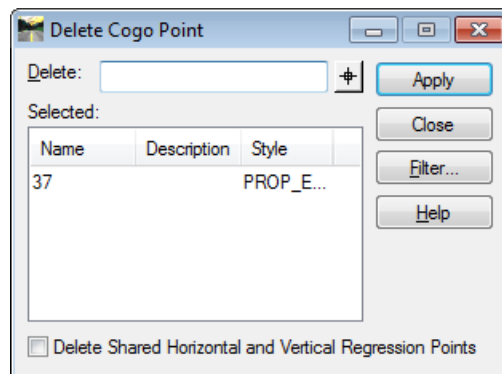 Delete Cogo Point
Delete:
Apply
Selected:
Close
Name Description Style
Filter...
37 PROP_E...
Help
Delete Shared Horizontal and Vertical Regression Points